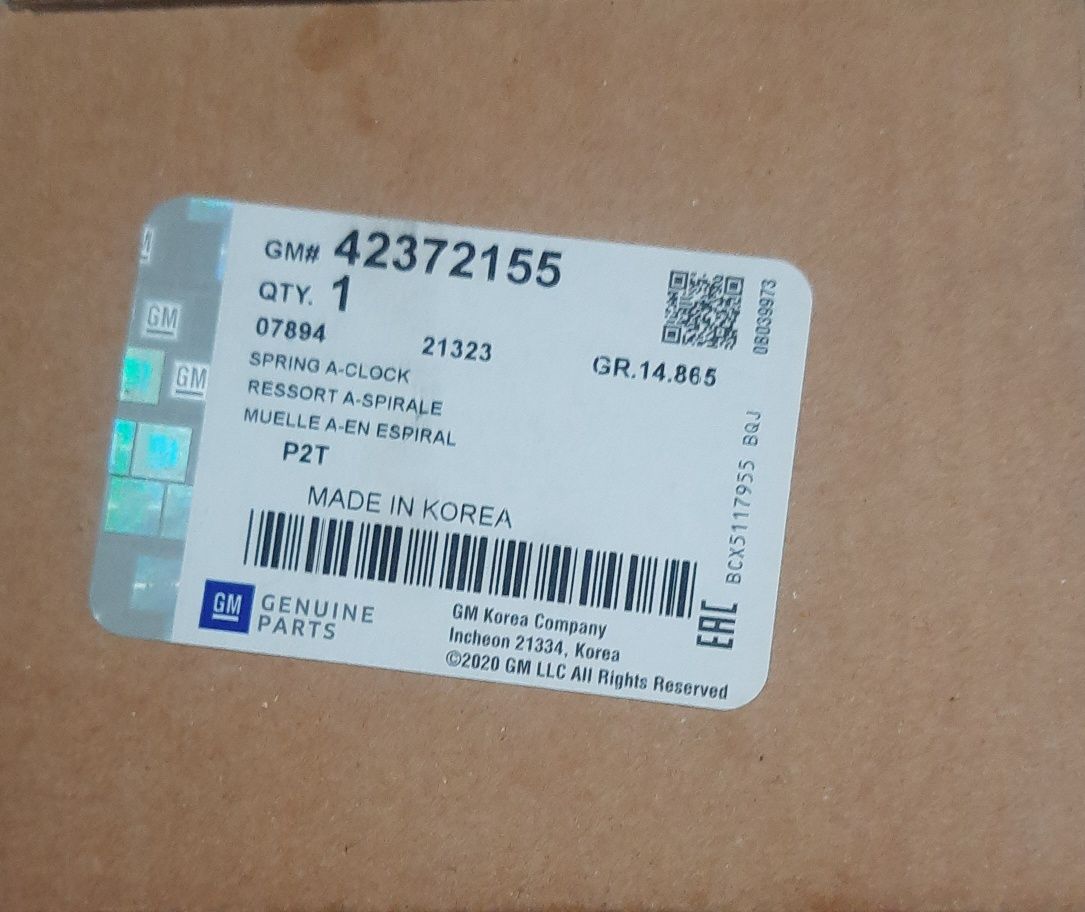 GM# 42372155
QTY. 1
07894 21323 GR.14.865
SPRING A-CLOCK
RESSORT A-SPIRALE
MUELLE A-EN ESPIRAL
P2T
MADE IN KOREA
GM GENUINE
PARTS
GM Korea Company
Incheon 21334, Korea
©2020 GM LLC All Rights Reserved
08039973
BCX5117955 BQJ
EAC
GM
GM